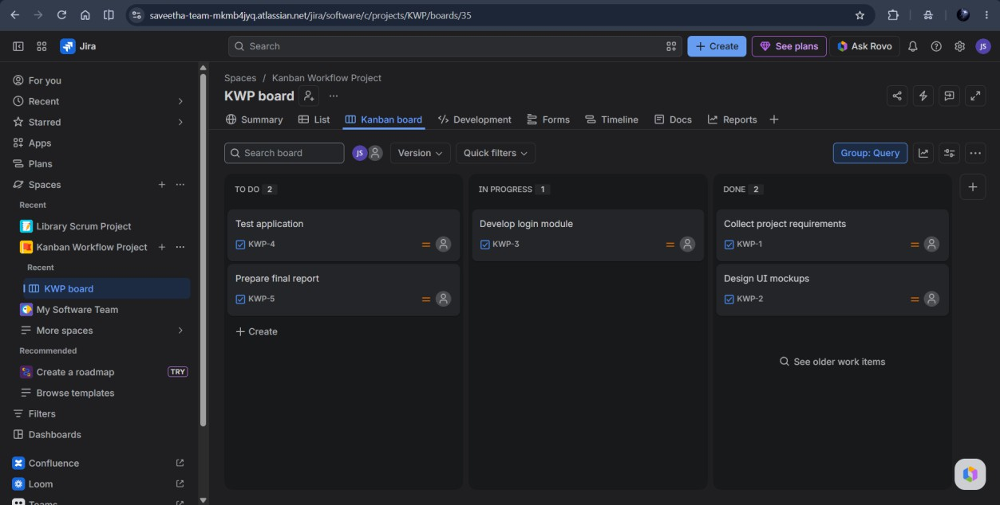 saveetha-team-mkmb4jyq.atlassian.net/jira/software/c/projects/KWP/boards/35
Jira
Search
+ Create
See plans
Ask Rovo
JS
For you
Recent
Starred
Apps
Plans
Spaces
Recent
Library Scrum Project
Kanban Workflow Project
Recent
KWP board
My Software Team
More spaces
Recommended
Create a roadmap TRY
Browse templates
Filters
Dashboards
Confluence
Loom
Teams
Spaces / Kanban Workflow Project
KWP board
Summary List Kanban board Development Forms Timeline Docs Reports
Search board
JS
Version
Quick filters
Group: Query
TO DO 2
Test application
KWP-4
Prepare final report
KWP-5
+ Create
IN PROGRESS 1
Develop login module
KWP-3
DONE 2
Collect project requirements
KWP-1
Design UI mockups
KWP-2
See older work items